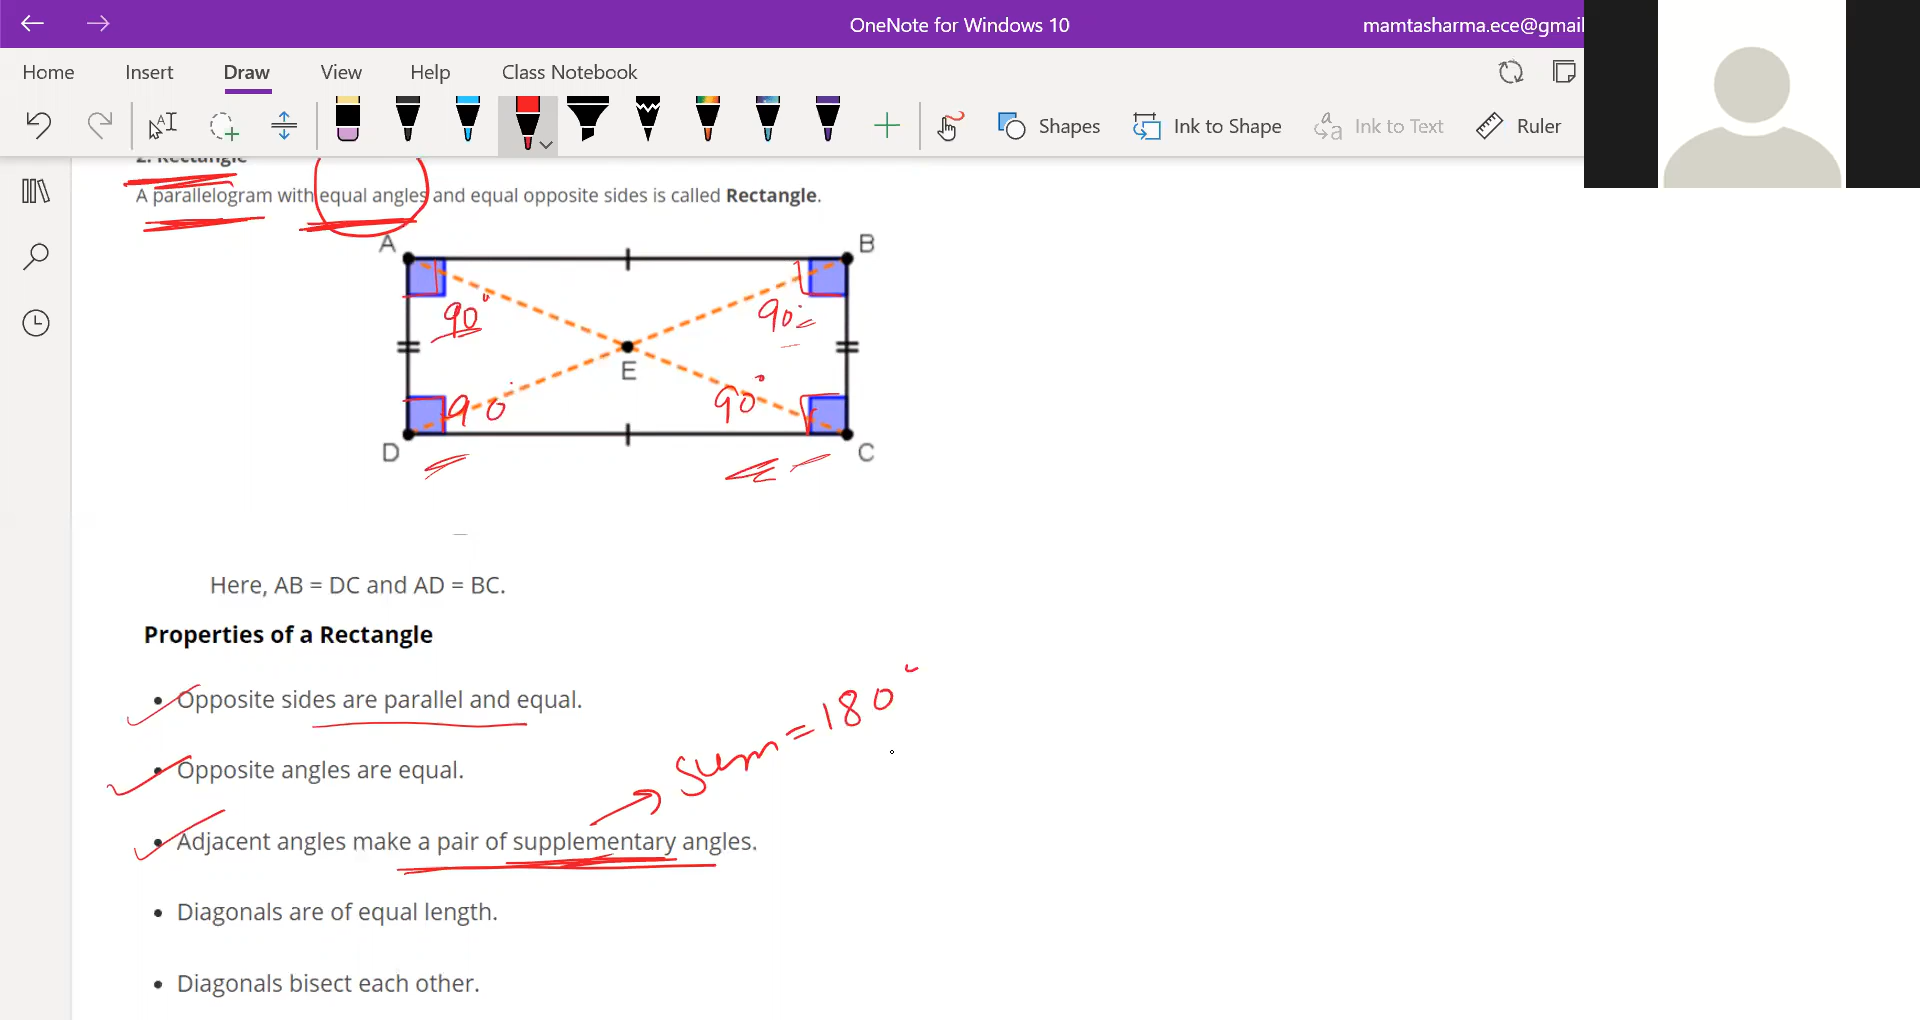 OneNote for Windows 10
mamtasharma.ece@gmail
Home Insert Draw View Help Class Notebook
Shapes Ink to Shape Ink to Text Ruler
2. Rectangle
A parallelogram with equal angles and equal opposite sides is called Rectangle.
A B
90° 90°
E
90° 90°
D C
Here, AB = DC and AD = BC.
Properties of a Rectangle
• Opposite sides are parallel and equal.
Sum = 180°
• Opposite angles are equal.
• Adjacent angles make a pair of supplementary angles.
• Diagonals are of equal length.
• Diagonals bisect each other.